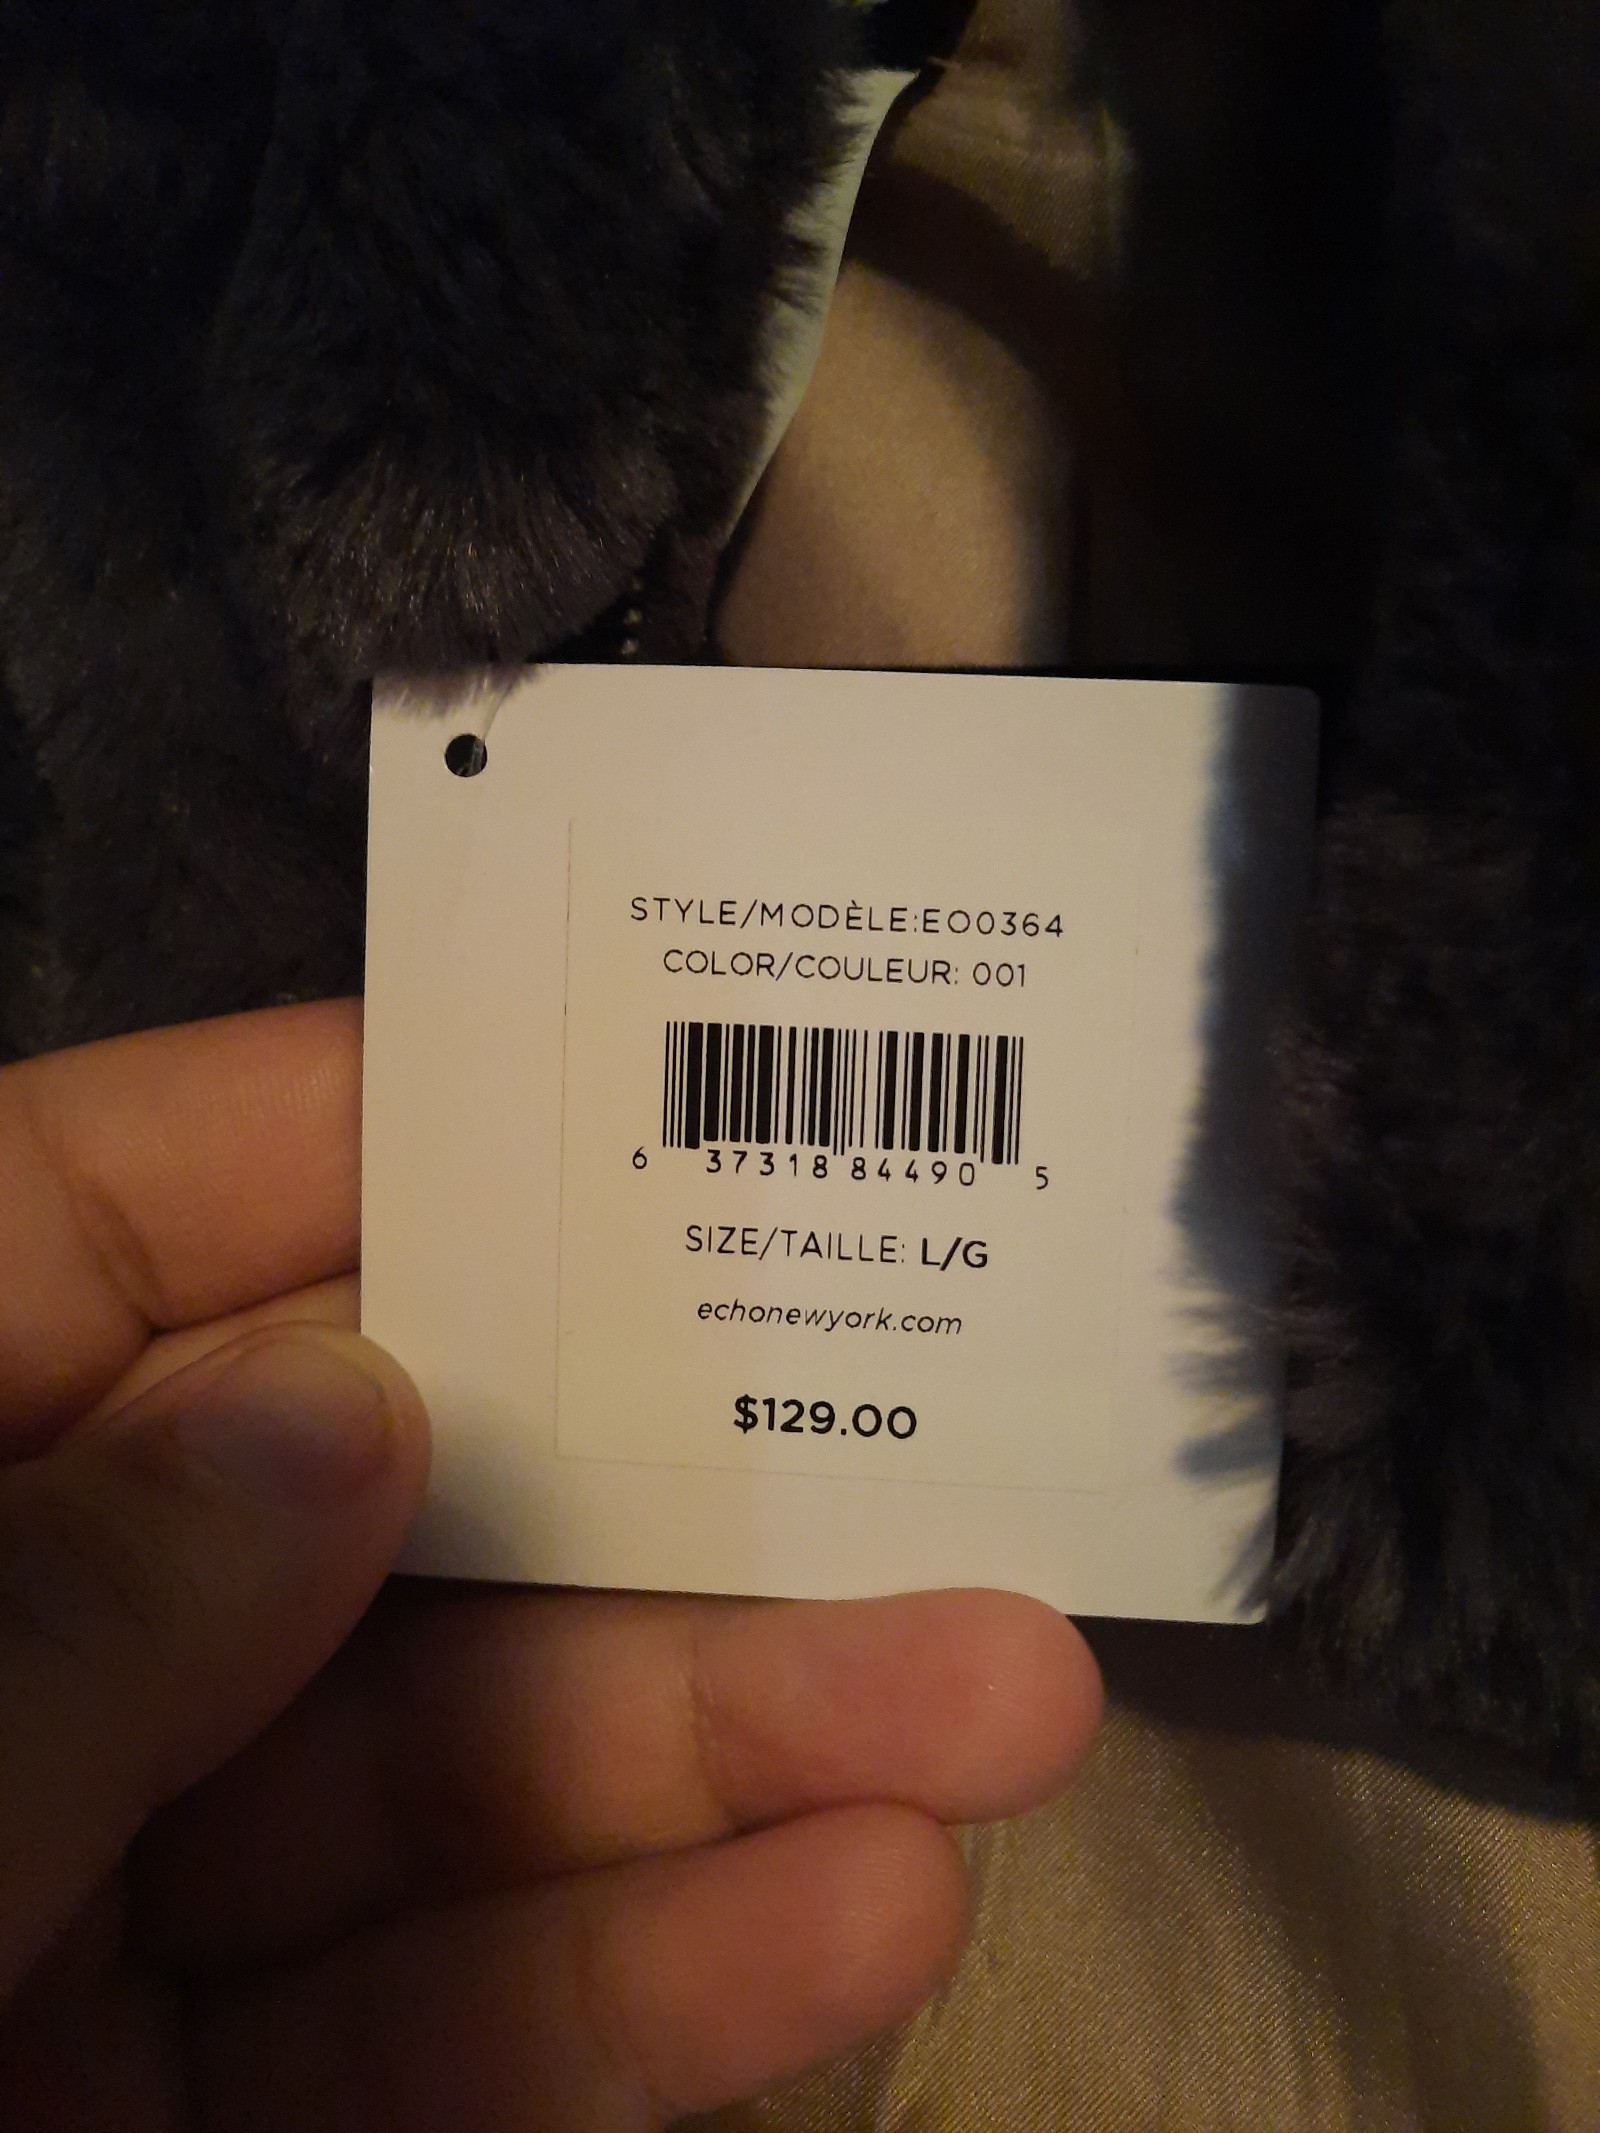 STYLE/MODÈLE:EO0364
COLOR/COULEUR: 001
6 37318 84490 5
SIZE/TAILLE: L/G
echonewyork.com
$129.00